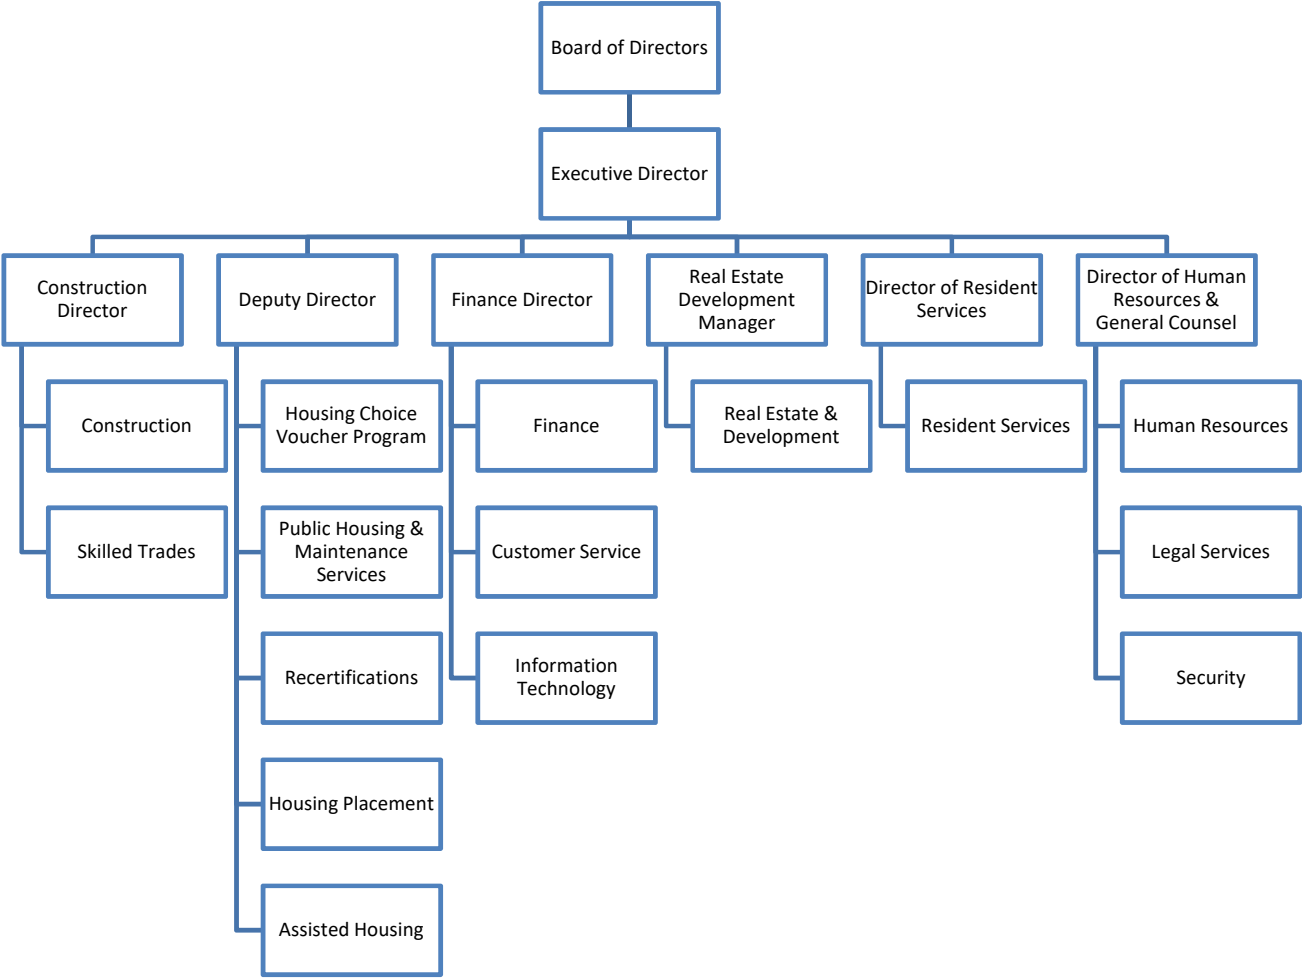 Board of Directors
Executive Director
Construction
Director
Deputy Director
Finance Director
Real Estate
Development
Manager
Director of Resident
Services
Director of Human
Resources &
General Counsel
Construction
Housing Choice
Voucher Program
Finance
Real Estate &
Development
Resident Services
Human Resources
Skilled Trades
Public Housing &
Maintenance
Services
Customer Service
Legal Services
Recertifications
Information
Technology
Security
Housing Placement
Assisted Housing